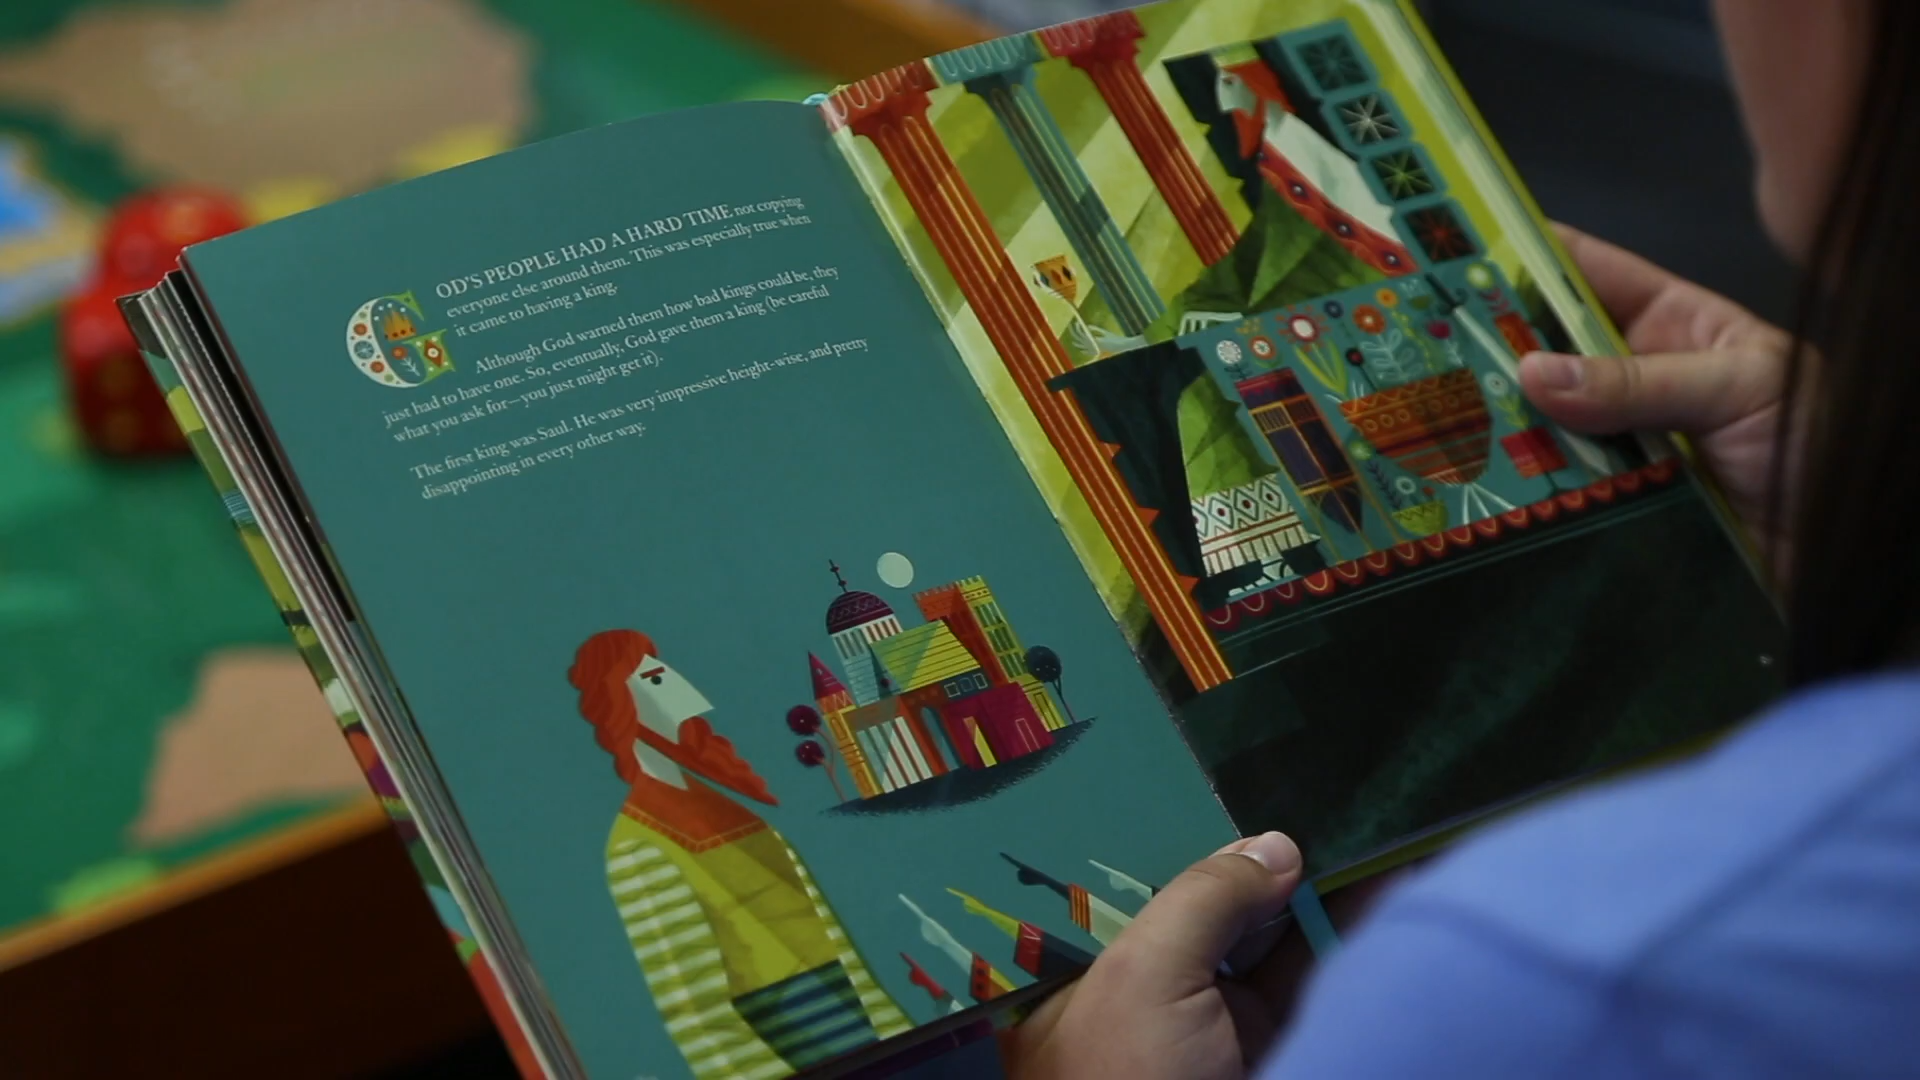 GOD'S PEOPLE HAD A HARD TIME not copying
everyone else around them. This was especially true when
it came to having a king.
Although God warned them how bad kings could be, they
just had to have one. So, eventually, God gave them a king (be careful
what you ask for—you just might get it).
The first king was Saul. He was very impressive height-wise, and pretty
disappointing in every other way.